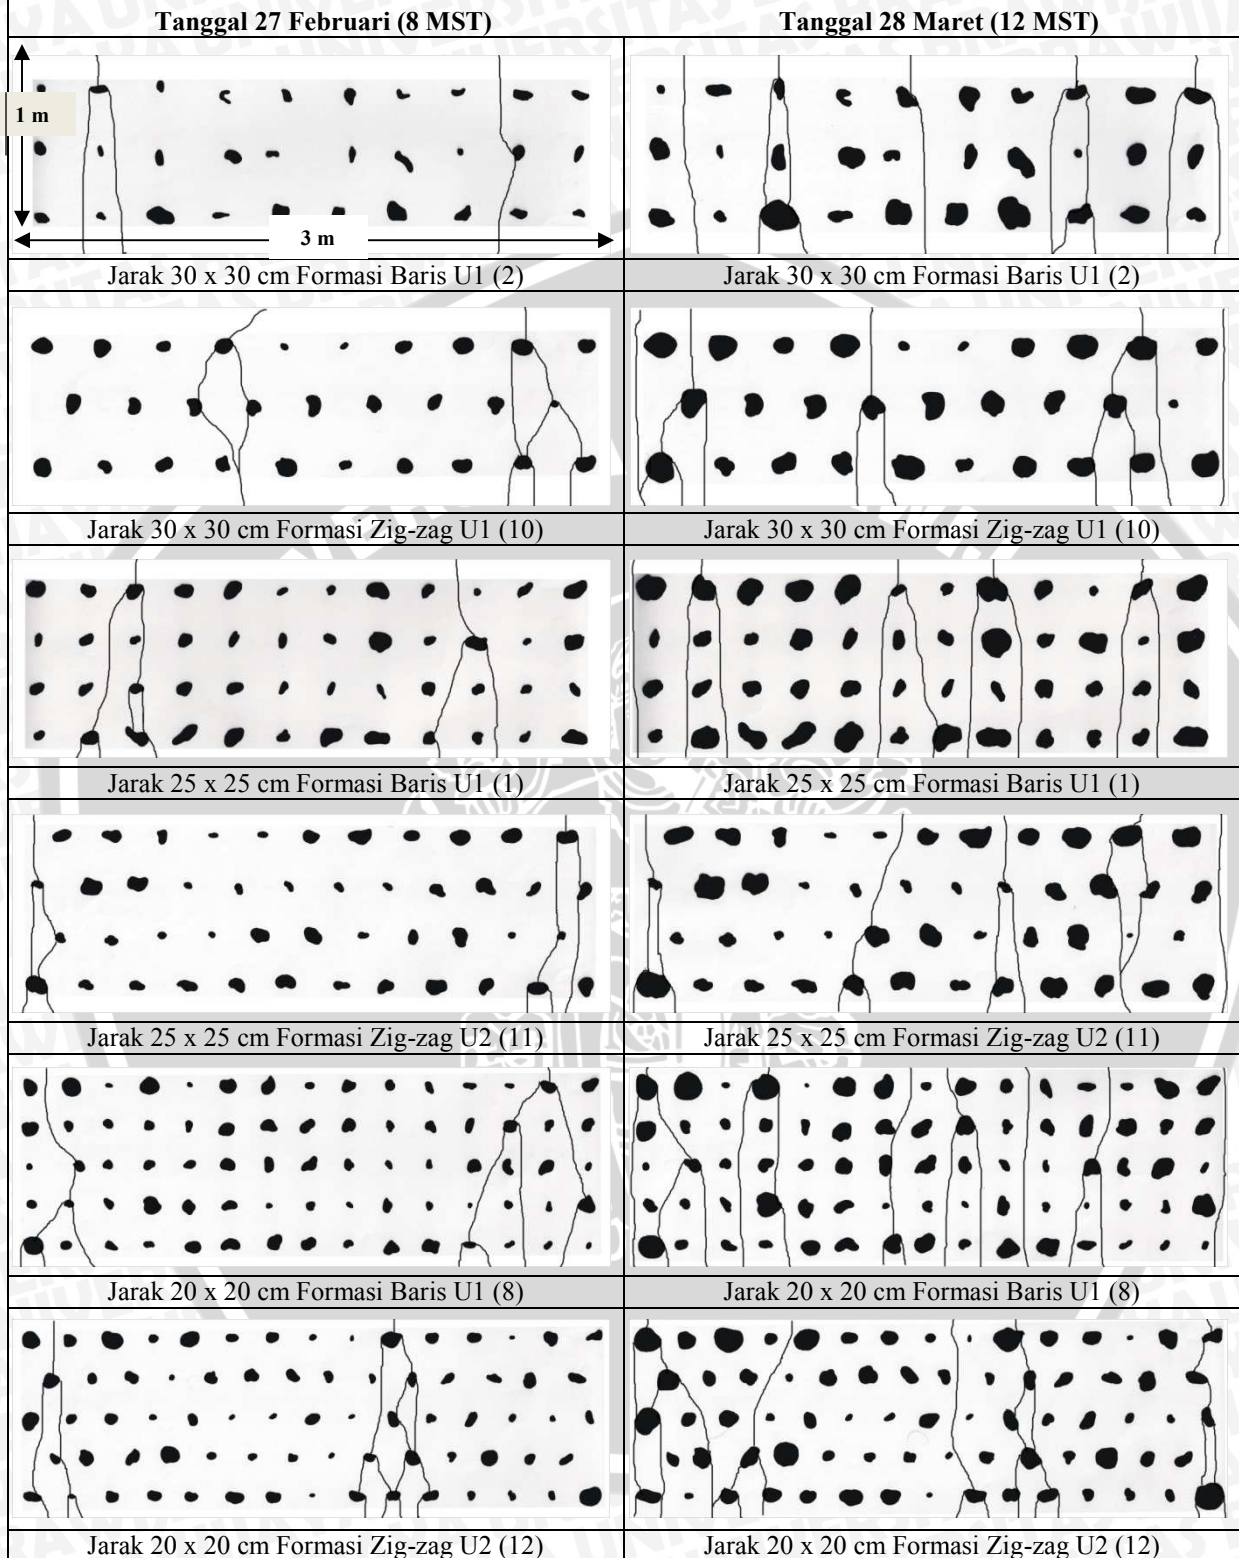 Tanggal 27 Februari (8 MST)
Tanggal 28 Maret (12 MST)
1 m
3 m
Jarak 30 x 30 cm Formasi Baris U1 (2)
Jarak 30 x 30 cm Formasi Baris U1 (2)
Jarak 30 x 30 cm Formasi Zig-zag U1 (10)
Jarak 30 x 30 cm Formasi Zig-zag U1 (10)
Jarak 25 x 25 cm Formasi Baris U1 (1)
Jarak 25 x 25 cm Formasi Baris U1 (1)
Jarak 25 x 25 cm Formasi Zig-zag U2 (11)
Jarak 25 x 25 cm Formasi Zig-zag U2 (11)
Jarak 20 x 20 cm Formasi Baris U1 (8)
Jarak 20 x 20 cm Formasi Baris U1 (8)
Jarak 20 x 20 cm Formasi Zig-zag U2 (12)
Jarak 20 x 20 cm Formasi Zig-zag U2 (12)